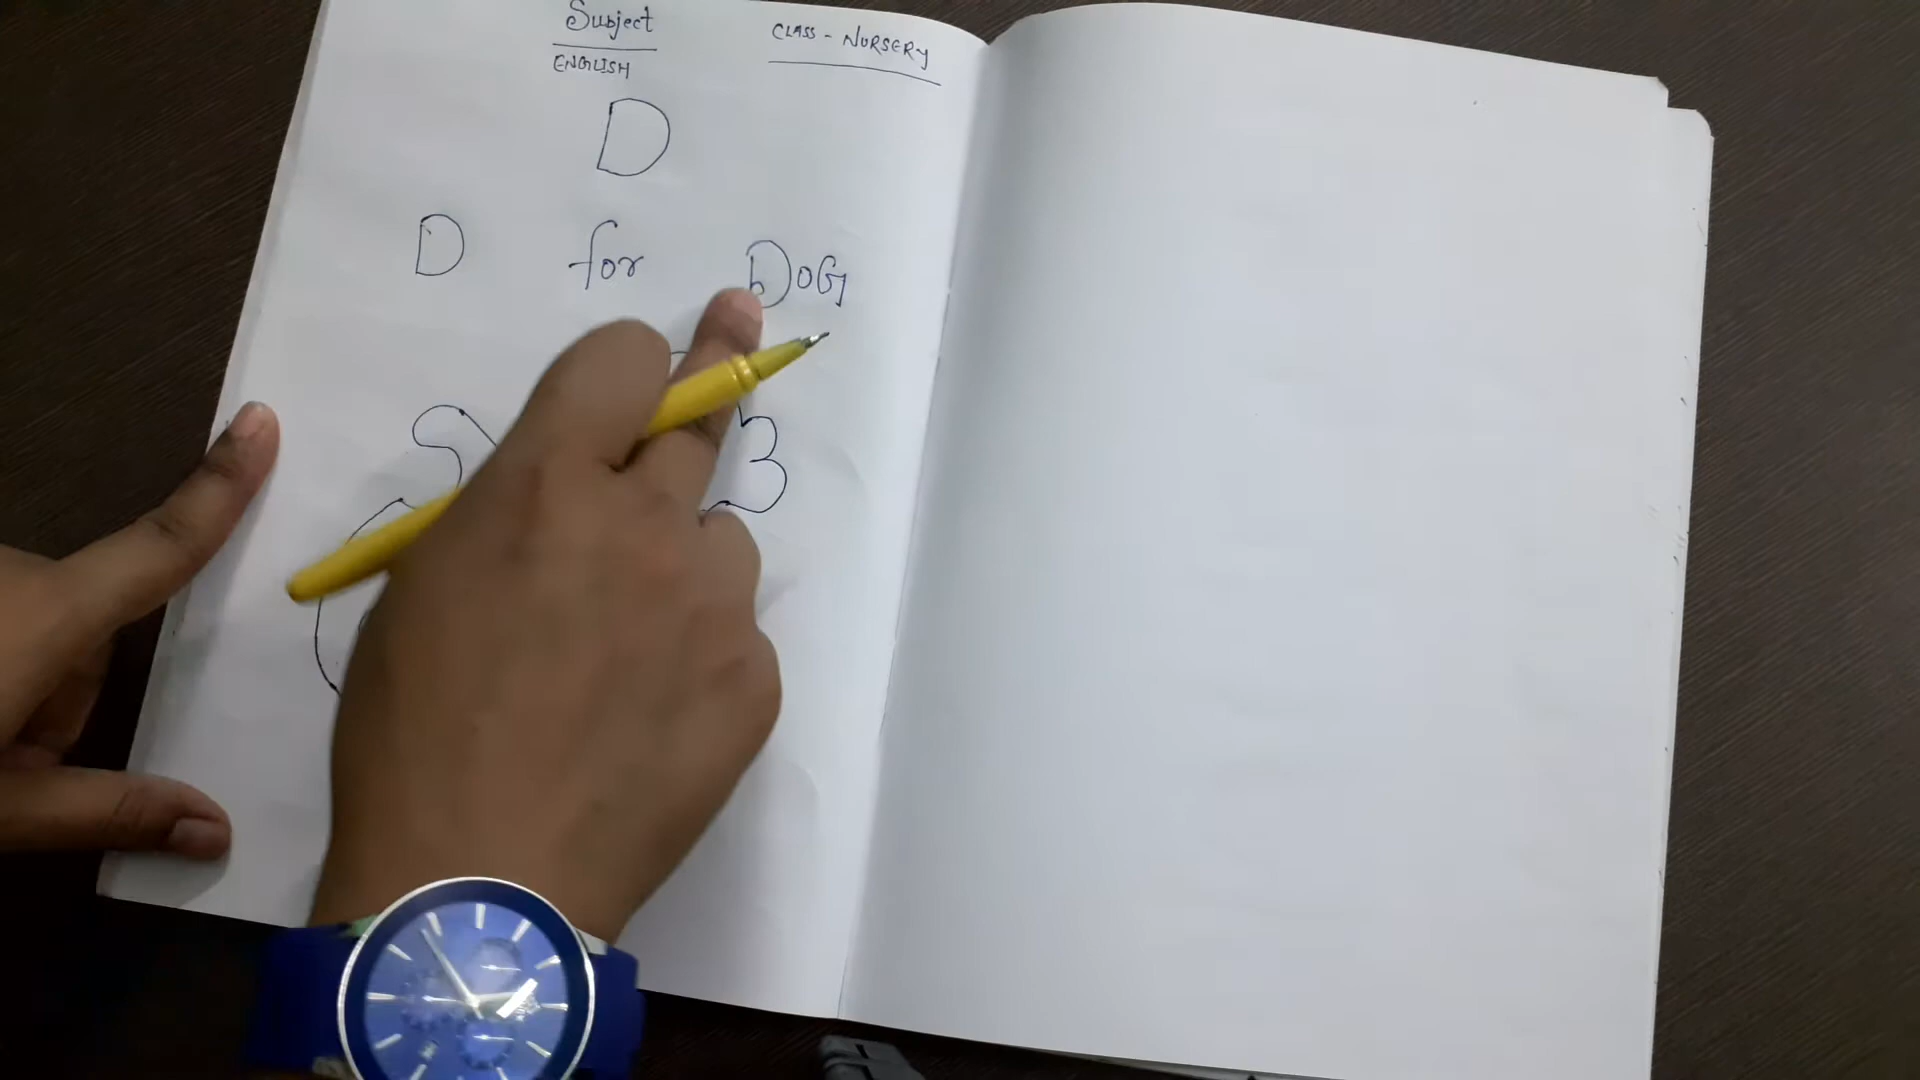 Subject
CLASS - NURSERY
ENGLISH
D
D for DOG